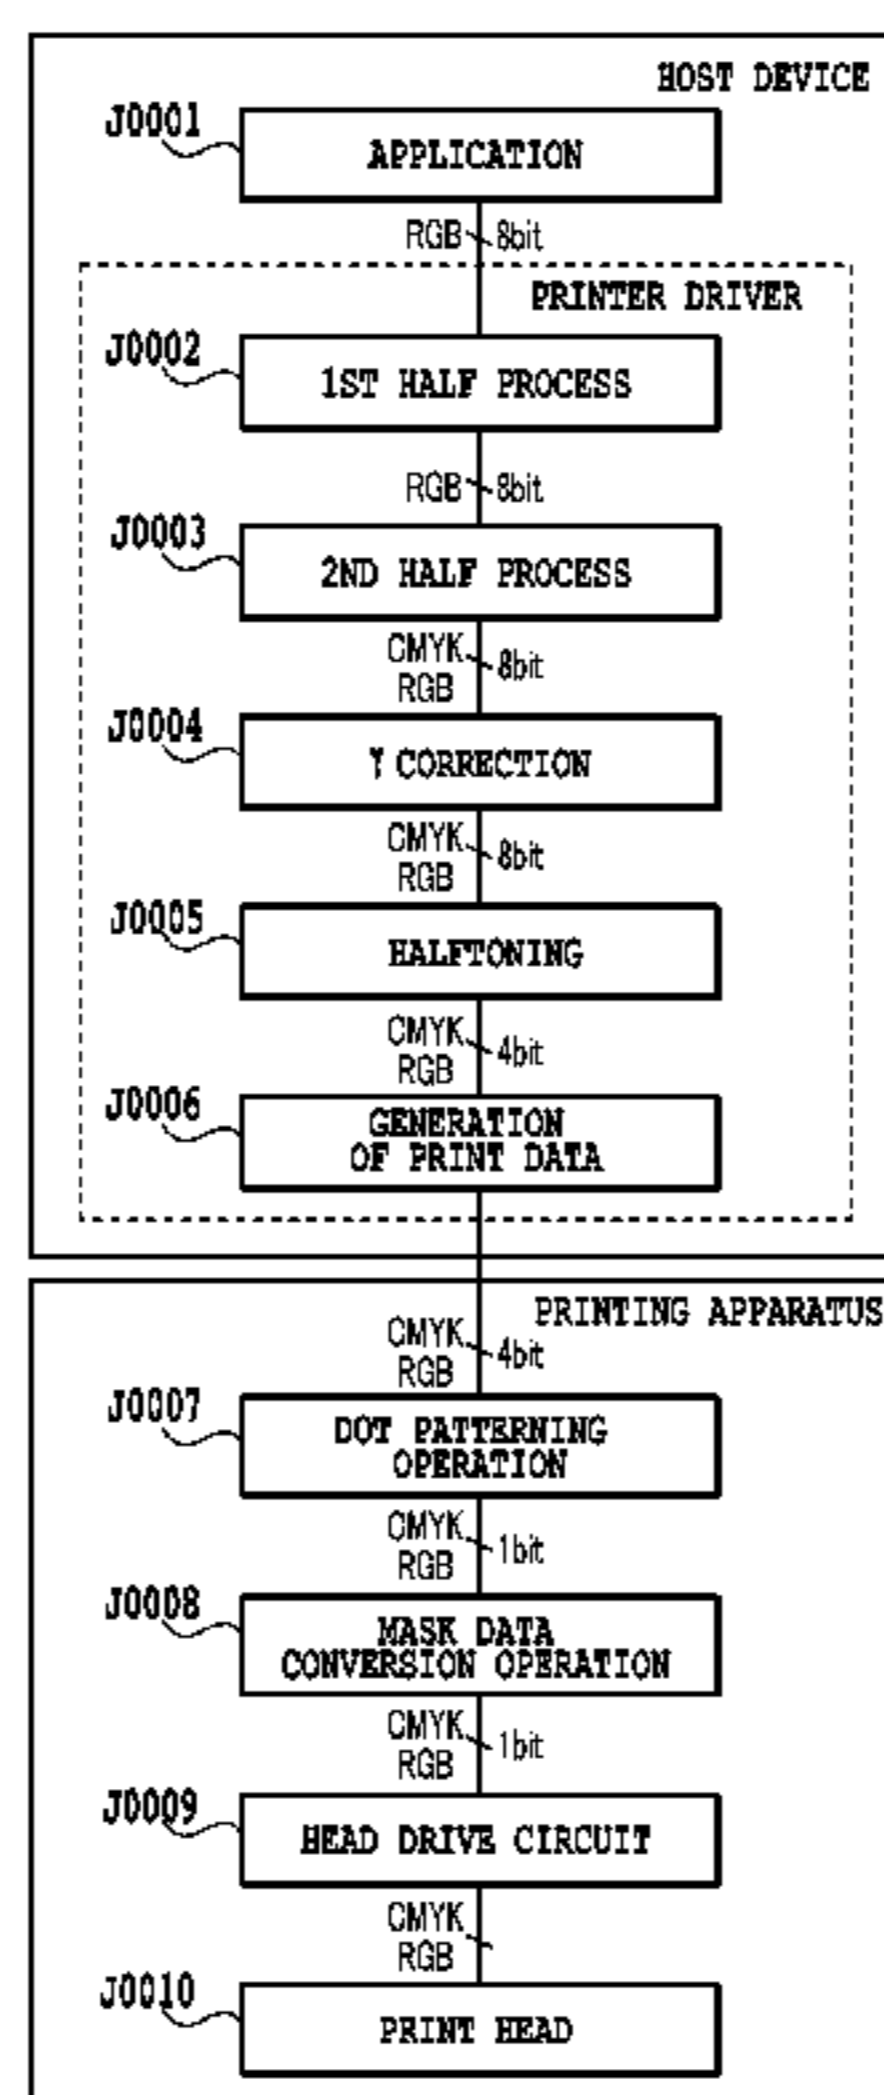 HOST DEVICE
J0001
APPLICATION
RGB 8bit
PRINTER DRIVER
J0002
1ST HALF PROCESS
RGB 8bit
J0003
2ND HALF PROCESS
CMYK
RGB
8bit
J0004
γ CORRECTION
CMYK
RGB
8bit
J0005
HALFTONING
CMYK
RGB
4bit
J0006
GENERATION
OF PRINT DATA
PRINTING APPARATUS
CMYK
RGB
4bit
J0007
DOT PATTERNING
OPERATION
CMYK
RGB
1bit
J0008
MASK DATA
CONVERSION OPERATION
CMYK
RGB
1bit
J0009
HEAD DRIVE CIRCUIT
CMYK
RGB
J0010
PRINT HEAD